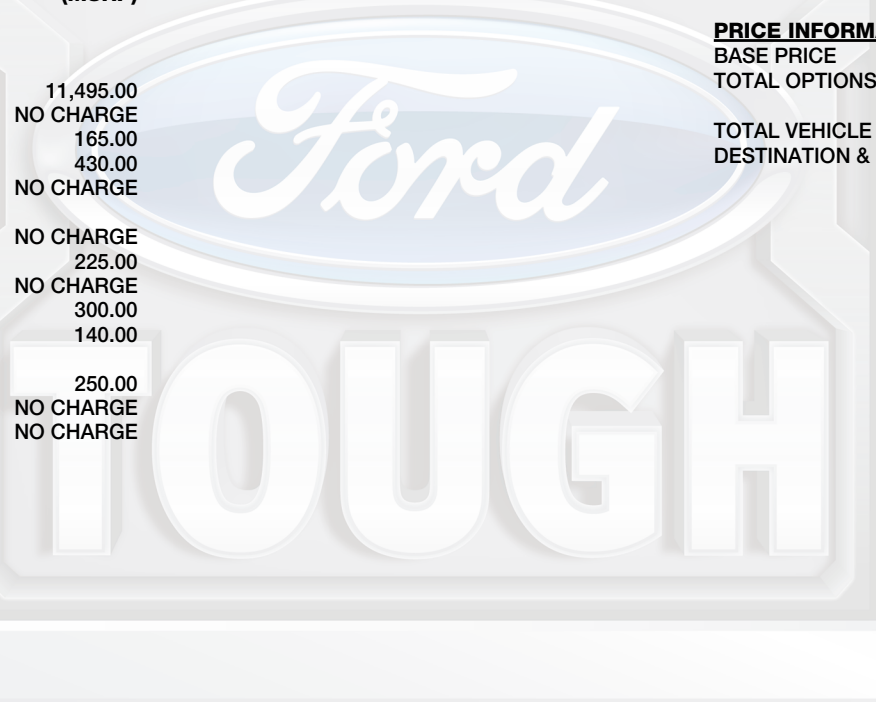 11,495.00
NO CHARGE
165.00
430.00
NO CHARGE
NO CHARGE
225.00
NO CHARGE
300.00
140.00
250.00
NO CHARGE
NO CHARGE
PRICE INFORM
BASE PRICE
TOTAL OPTIONS
TOTAL VEHICLE
DESTINATION &
Ford
TOUGH